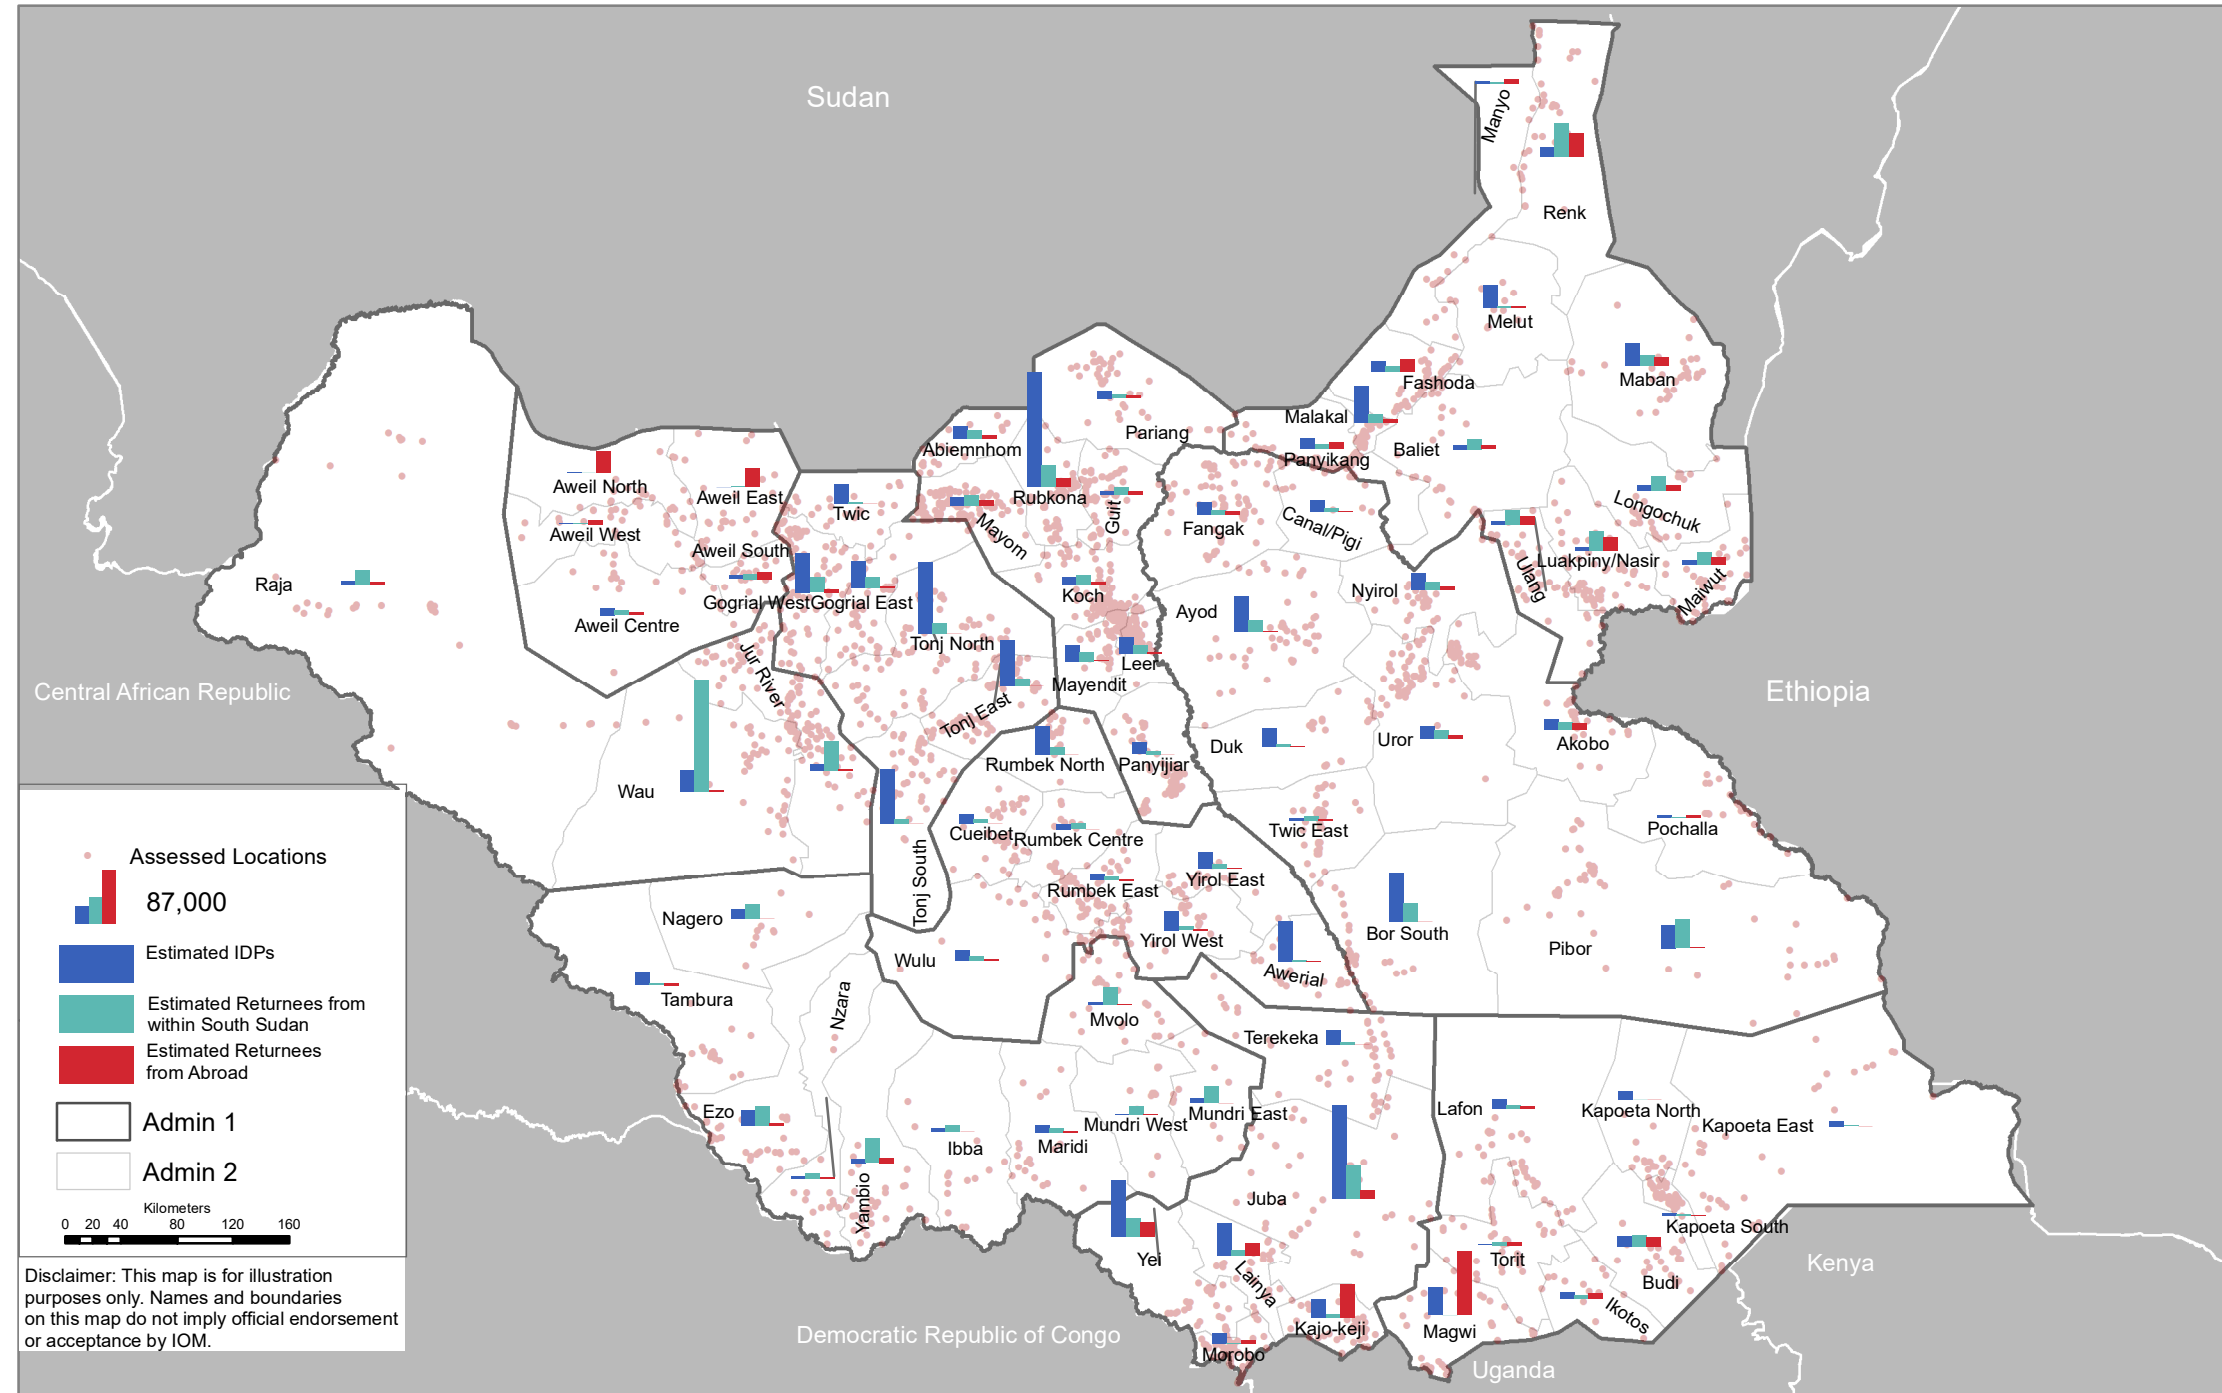 Sudan
Manyo
Renk
Melut
Maban
Fashoda
Malakal
Baliet
Panyikang
Pariang
Abiemnhom
Rubkona
Guit
Mayom
Aweil North
Aweil East
Aweil West
Aweil South
Twic
Fangak
Canal/Pigi
Longochuk
Luakpiny/Nasir
Ulang
Maiwut
Raja
Gogrial West
Gogrial East
Aweil Centre
Koch
Ayod
Nyirol
Tonj North
Jur River
Leer
Mayendit
Tonj East
Central African Republic
Ethiopia
Duk
Uror
Akobo
Rumbek North
Panyijiar
Wau
Cueibet
Rumbek Centre
Twic East
Pochalla
Tonj South
Rumbek East
Yirol East
Nagero
Yirol West
Bor South
Pibor
Wulu
Awerial
Tambura
Nzara
Mvolo
Terekeka
Ezo
Mundri East
Mundri West
Maridi
Ibba
Yambio
Lafon
Kapoeta North
Kapoeta East
Juba
Kapoeta South
Yei
Lainya
Torit
Budi
Ikotos
Kajo-keji
Magwi
Morobo
Democratic Republic of Congo
Uganda
Kenya
Assessed Locations
87,000
Estimated IDPs
Estimated Returnees from
within South Sudan
Estimated Returnees
from Abroad
Admin 1
Admin 2
Kilometers
0 20 40 80 120 160
Disclaimer: This map is for illustration
purposes only. Names and boundaries
on this map do not imply official endorsement
or acceptance by IOM.